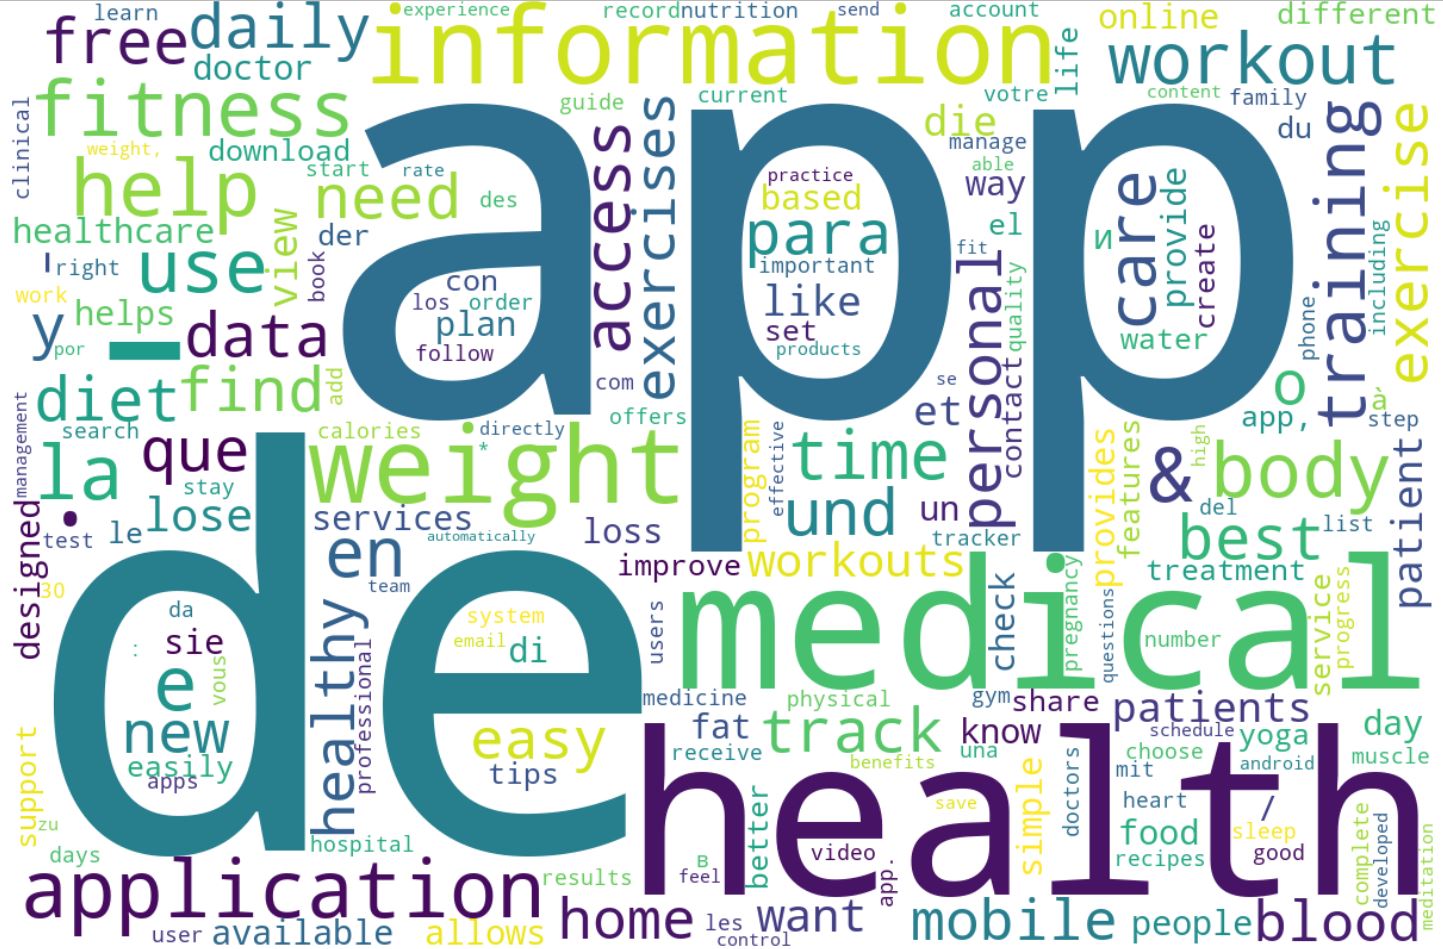 learn
experience
record
nutrition
send
account
online
different
free
daily
information
life
workout
doctor
fitness
guide
current
votre
content
family
clinical
weight,
download
access
exercises
die
manage
du
training
exercise
help
start
rate
need
des
practice
based
able
way
care
provide
healthcare
view
der
app
para
el
и
create
including
right
use
book
con
important
fit
personal
quality
work
helps
los
order
plan
like
set
water
phone
y
por
–
data
follow
products
diet
find
add
com
se
contact
o
à
management
search
offers
et
app,
step
la
que
calories
directly
*
weight
program
effective
time
features
&
high
body
patient
stay
lose
services
loss
und
un
provides
del
list
designed
•
test
le
en
automatically
tracker
best
improve
workouts
treatment
30
team
medical
check
pregnancy
questions
number
service
progress
da
de
healthy
system
users
:
sie
email
di
e
vous
professional
medicine
physical
gym
share
patients
new
easy
fat
track
know
schedule
yoga
day
support
easily
tips
receive
una
choose
muscle
apps
benefits
doctors
mit
android
zu
health
save
simple
heart
/
hospital
better
food
sleep
complete
developed
days
video
recipes
good
meditation
application
results
в
feel
app.
user
available
allows
home
les
want
control
mobile
people
blood